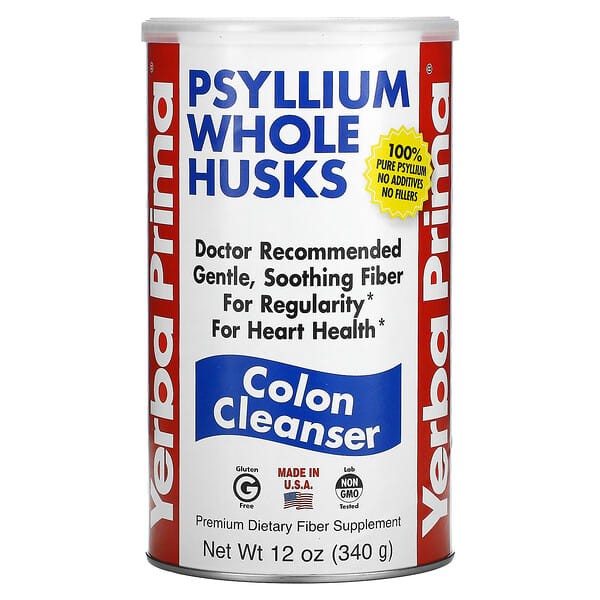 PSYLLIUM
WHOLE
HUSKS
100%
PURE PSYLLIUM
NO ADDITIVES
NO FILLERS
Doctor Recommended
Gentle, Soothing Fiber
For Regularity*
For Heart Health*
Colon
Cleanser
Gluten
G
Free
MADE IN
U.S.A.
Lab
NON
GMO
Tested
Premium Dietary Fiber Supplement
Net Wt 12 oz (340 g)
Yerba Prima®
Yerba Prima®